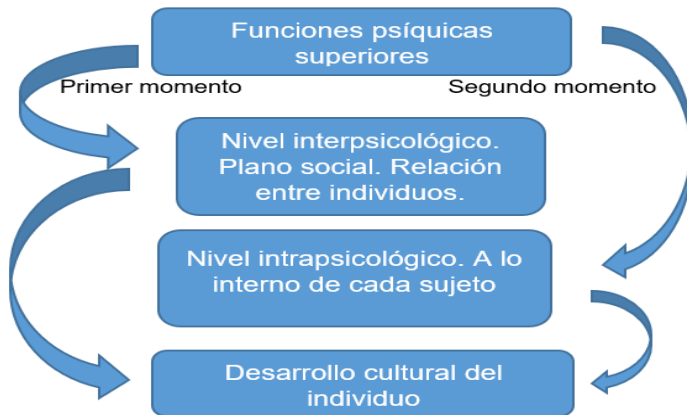 Funciones psíquicas
superiores
Primer momento
Segundo momento
Nivel interpsicológico.
Plano social. Relación
entre individuos.
Nivel intrapsicológico. A lo
interno de cada sujeto
Desarrollo cultural del
individuo